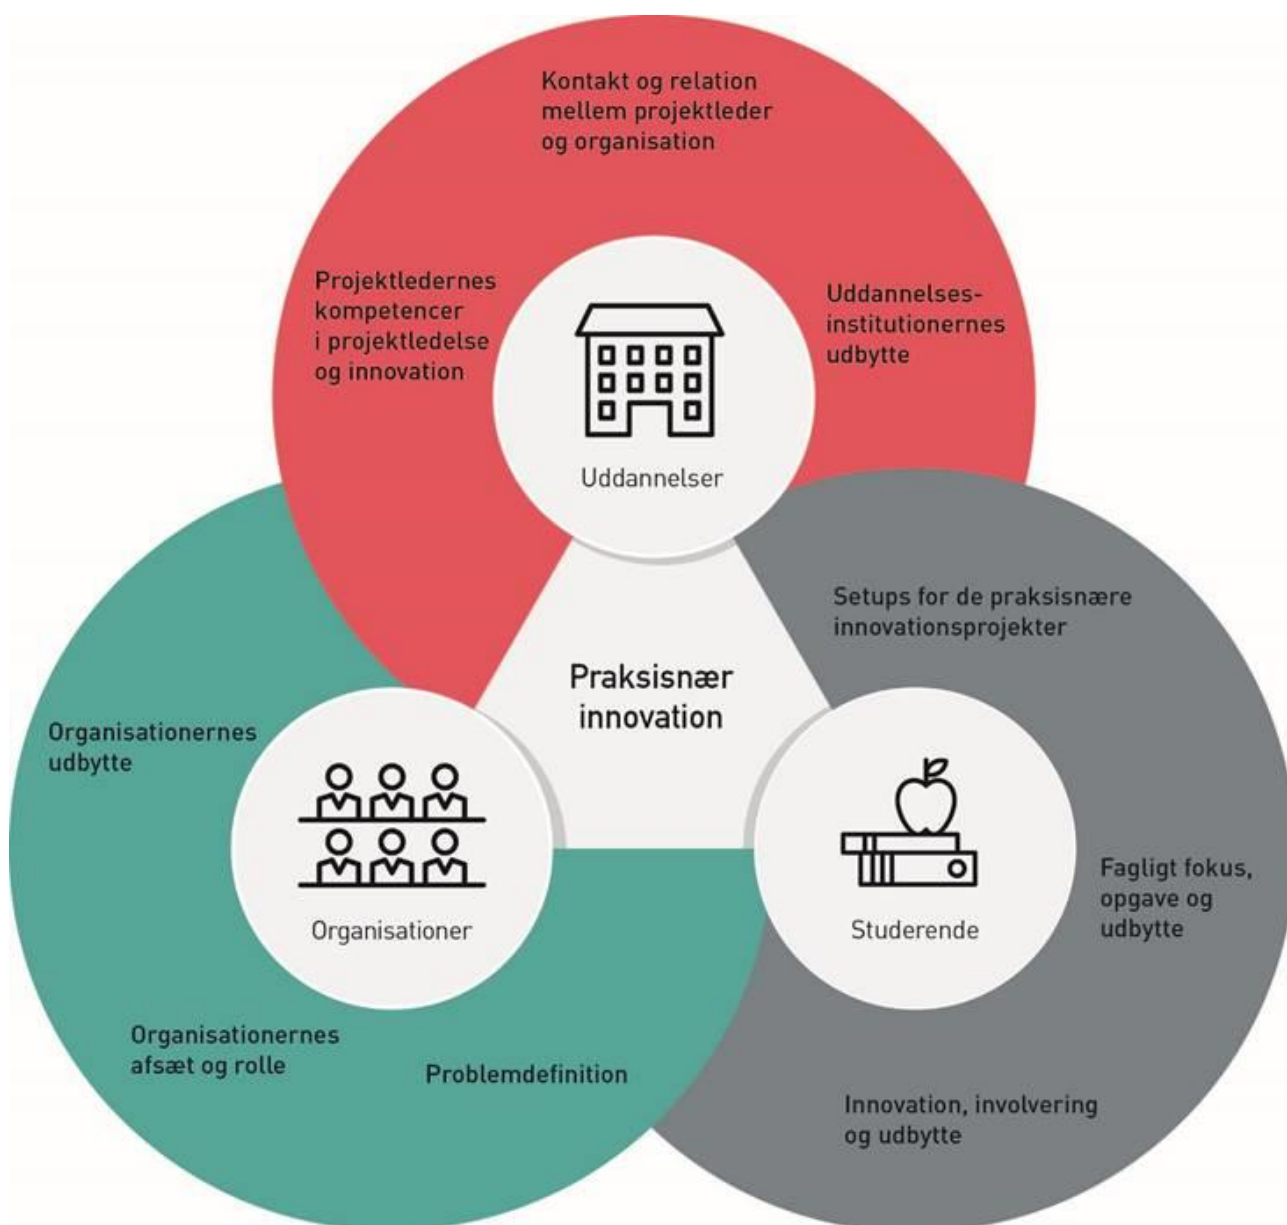 Kontakt og relation
mellem projektleder
og organisation
Projektledernes
kompetencer
i projektledelse
og innovation
Uddannelses-
institutionernes
udbytte
Uddannelser
Setups for de praksisnære
innovationsprojekter
Praksisnær
innovation
Organisationernes
udbytte
Organisationer
Studerende
Fagligt fokus,
opgave og
udbytte
Organisationernes
afsæt og rolle
Problemdefinition
Innovation, involvering
og udbytte